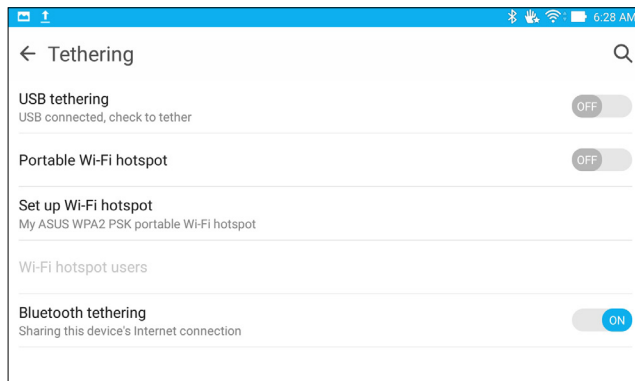 6:28 AM
Tethering
USB tethering
OFF
USB connected, check to tether
Portable Wi-Fi hotspot
OFF
Set up Wi-Fi hotspot
My ASUS WPA2 PSK portable Wi-Fi hotspot
Wi-Fi hotspot users
Bluetooth tethering
ON
Sharing this device's Internet connection